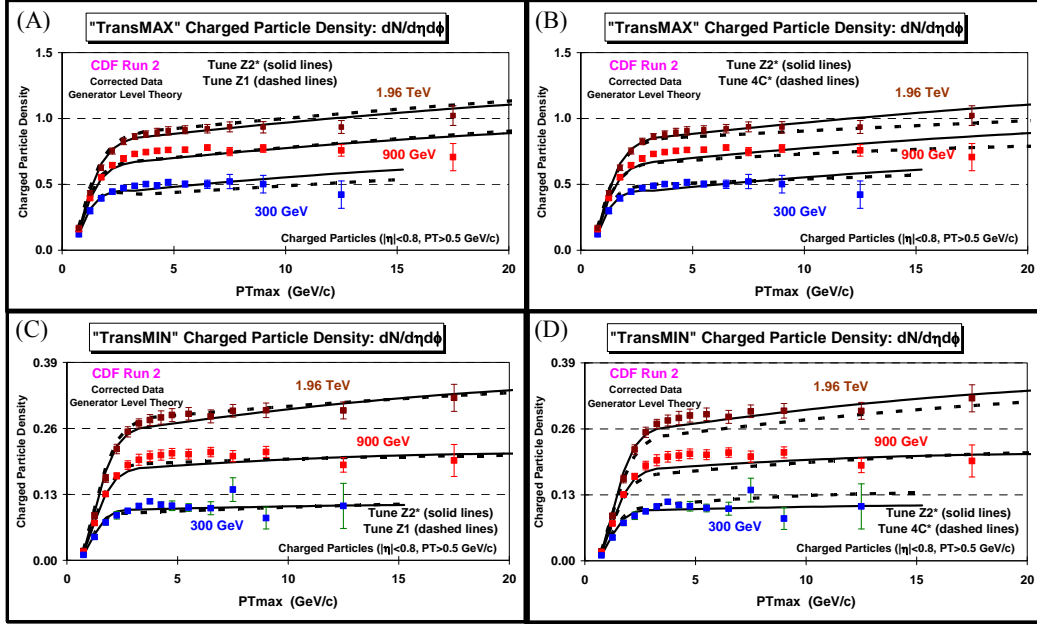 (A)
"TransMAX" Charged Particle Density: dN/dηdϕ
CDF Run 2
Corrected Data
Generator Level Theory
Tune Z2* (solid lines)
Tune Z1 (dashed lines)
1.96 TeV
900 GeV
300 GeV
Charged Particles (|η|<0.8, PT>0.5 GeV/c)
Charged Particle Density
1.5
1.0
0.5
0.0
0 5 10 15 20
PTmax (GeV/c)
(B)
"TransMAX" Charged Particle Density: dN/dηdϕ
CDF Run 2
Corrected Data
Generator Level Theory
Tune Z2* (solid lines)
Tune 4C* (dashed lines)
1.96 TeV
900 GeV
300 GeV
Charged Particles (|η|<0.8, PT>0.5 GeV/c)
Charged Particle Density
1.5
1.0
0.5
0.0
0 5 10 15 20
PTmax (GeV/c)
(C)
"TransMIN" Charged Particle Density: dN/dηdϕ
CDF Run 2
Corrected Data
Generator Level Theory
1.96 TeV
900 GeV
300 GeV
Tune Z2* (solid lines)
Tune Z1 (dashed lines)
Charged Particles (|η|<0.8, PT>0.5 GeV/c)
Charged Particle Density
0.39
0.26
0.13
0.00
0 5 10 15 20
PTmax (GeV/c)
(D)
"TransMIN" Charged Particle Density: dN/dηdϕ
CDF Run 2
Corrected Data
Generator Level Theory
1.96 TeV
900 GeV
300 GeV
Tune Z2* (solid lines)
Tune 4C* (dashed lines)
Charged Particles (|η|<0.8, PT>0.5 GeV/c)
Charged Particle Density
0.39
0.26
0.13
0.00
0 5 10 15 20
PTmax (GeV/c)